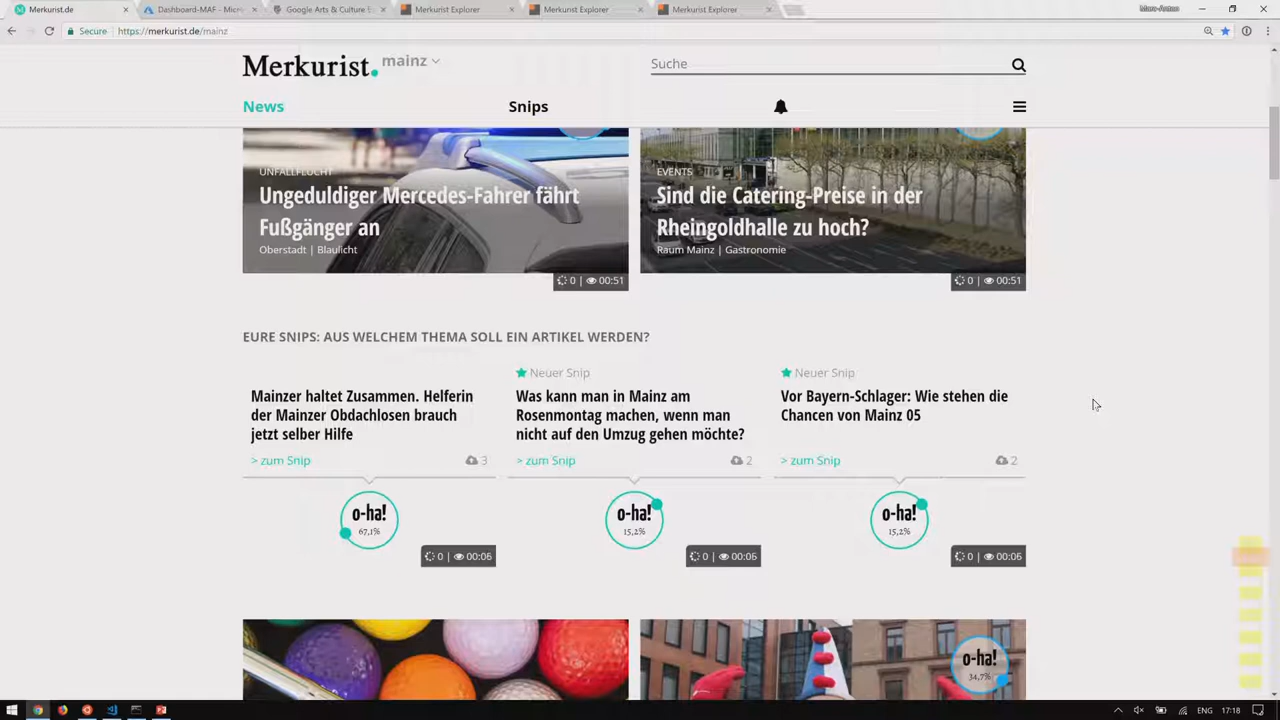 Merkurist.de
Dashboard-MAF - Micro
Google Arts & Culture E
Merkurist Explorer
Merkurist Explorer
Merkurist Explorer
Secure
https://merkurist.de/mainz
Merkurist.
mainz
Suche
News
Snips
UNFALLFLUCHT
Ungeduldiger Mercedes-Fahrer fährt
Fußgänger an
Oberstadt | Blaulicht
0 | 00:51
EVENTS
Sind die Catering-Preise in der
Rheingoldhalle zu hoch?
Raum Mainz | Gastronomie
0 | 00:51
EURE SNIPS: AUS WELCHEM THEMA SOLL EIN ARTIKEL WERDEN?
Mainzer haltet Zusammen. Helferin
der Mainzer Obdachlosen brauch
jetzt selber Hilfe
> zum Snip
3
o-ha!
67,1%
0 | 00:06
Neuer Snip
Was kann man in Mainz am
Rosenmontag machen, wenn man
nicht auf den Umzug gehen möchte?
> zum Snip
2
o-ha!
15,2%
0 | 00:06
Neuer Snip
Vor Bayern-Schlager: Wie stehen die
Chancen von Mainz 05
> zum Snip
2
o-ha!
15,2%
0 | 00:06
o-ha!
34,7%
ENG
17:18